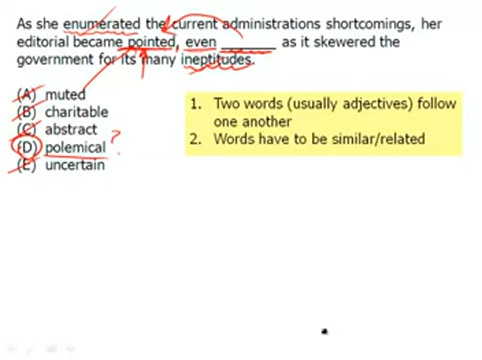 As she enumerated the current administrations shortcomings, her
editorial became pointed, even _______ as it skewered the
government for its many ineptitudes.
(A) muted
(B) charitable
(C) abstract
(D) polemical ?
(E) uncertain
1. Two words (usually adjectives) follow
one another
2. Words have to be similar/related